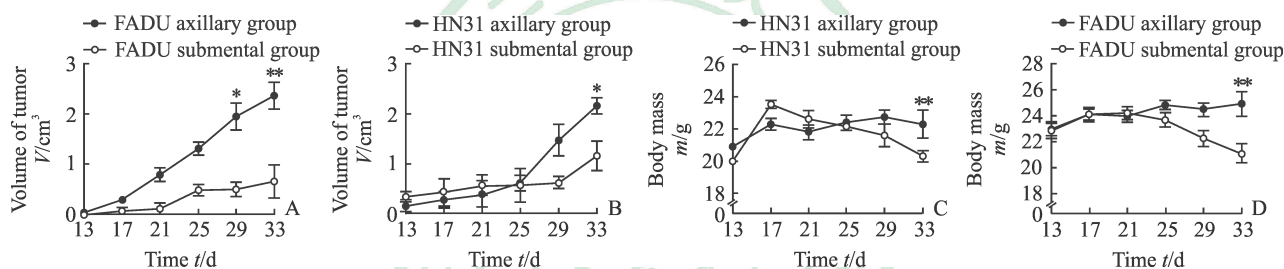 FADU axillary group
FADU submental group
Volume of tumor
V/cm³
3
2
1
0
*
**
A
13 17 21 25 29 33
Time t/d
HN31 axillary group
HN31 submental group
Volume of tumor
V/cm³
3
2
1
0
*
B
13 17 21 25 29 33
Time t/d
HN31 axillary group
HN31 submental group
Body mass
m/g
26
24
22
20
18
0
**
C
13 17 21 25 29 33
Time t/d
FADU axillary group
FADU submental group
Body mass
m/g
28
26
24
22
20
18
0
**
D
13 17 21 25 29 33
Time t/d